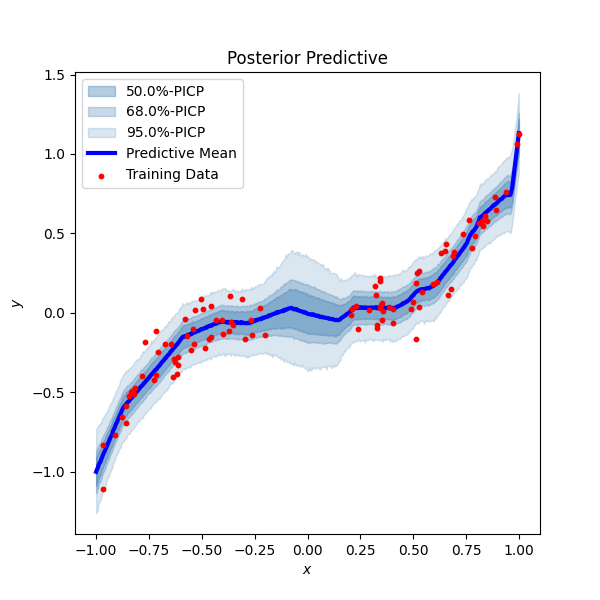 Posterior Predictive
50.0%-PICP
68.0%-PICP
95.0%-PICP
Predictive Mean
Training Data
1.5
1.0
0.5
0.0
−0.5
−1.0
y
−1.00 −0.75 −0.50 −0.25 0.00 0.25 0.50 0.75 1.00
x